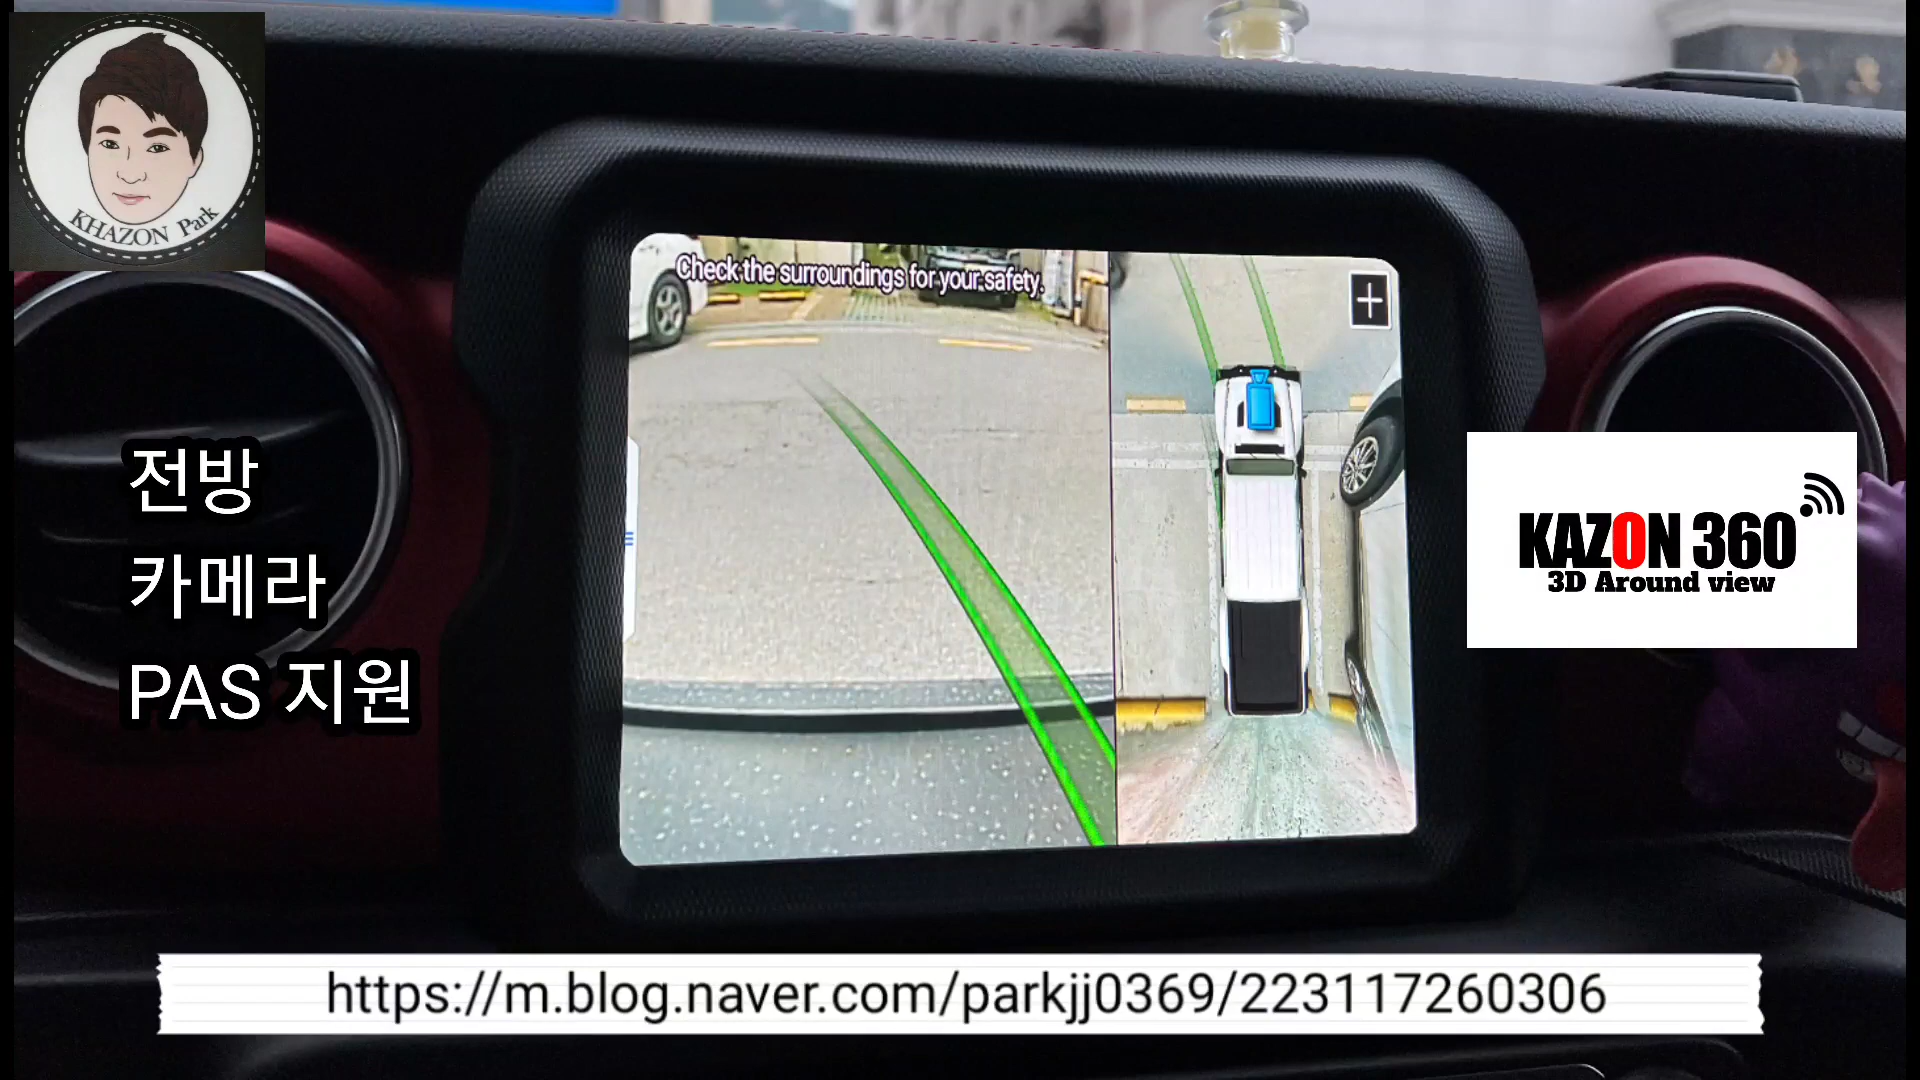 KHAZON Park
Check the surroundings for your safety.
전방
카메라
PAS 지원
KAZON 360
3D Around view
https://m.blog.naver.com/parkjj0369/223117260306